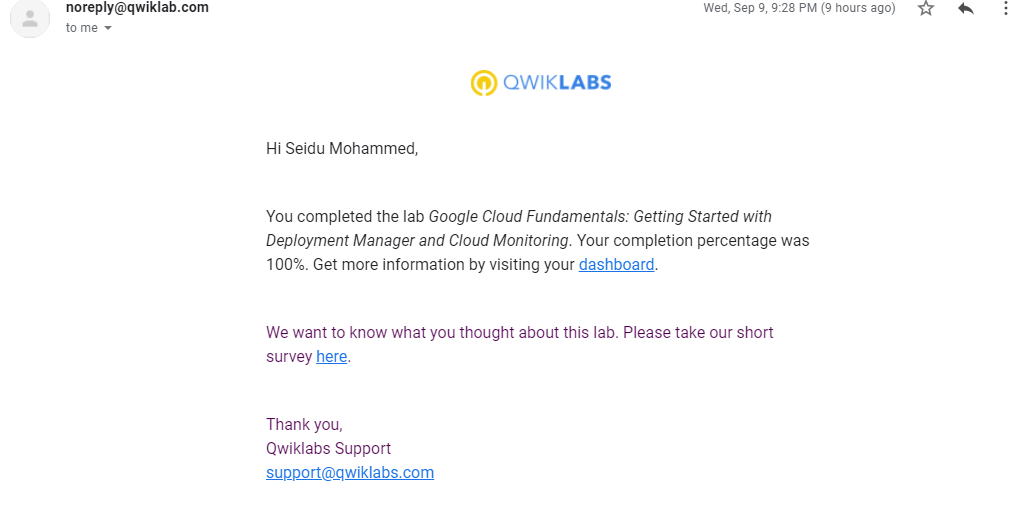 noreply@qwiklab.com
Wed, Sep 9, 9:28 PM (9 hours ago)
to me
QWIKLABS
Hi Seidu Mohammed,
You completed the lab Google Cloud Fundamentals: Getting Started with
Deployment Manager and Cloud Monitoring. Your completion percentage was
100%. Get more information by visiting your dashboard.
We want to know what you thought about this lab. Please take our short
survey here.
Thank you,
Qwiklabs Support
support@qwiklabs.com